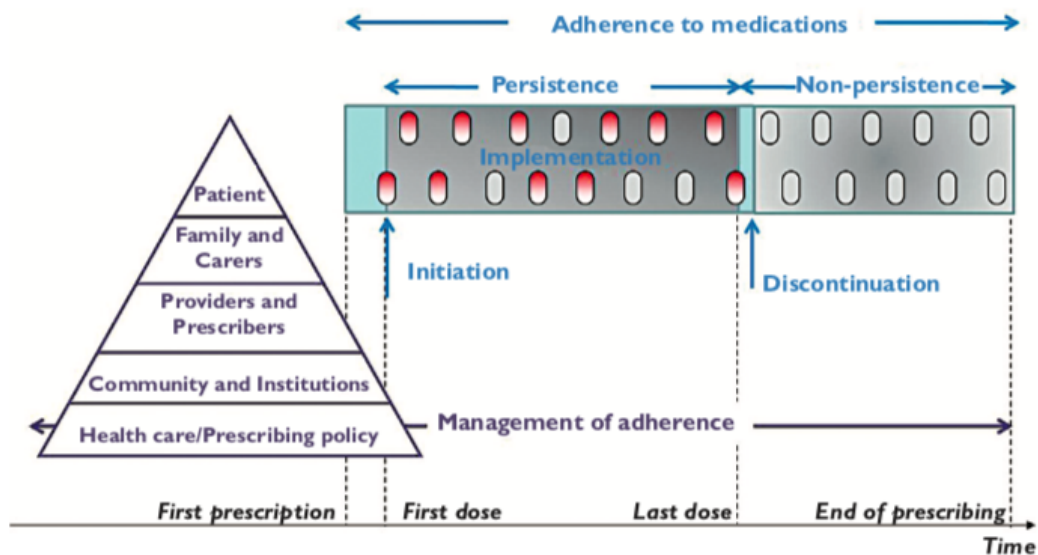 Adherence to medications
Persistence
Non-persistence
Implementation
Patient
Family and
Carers
Initiation
Discontinuation
Providers and
Prescribers
Community and Institutions
Management of adherence
Health care/Prescribing policy
First prescription
First dose
Last dose
End of prescribing
Time